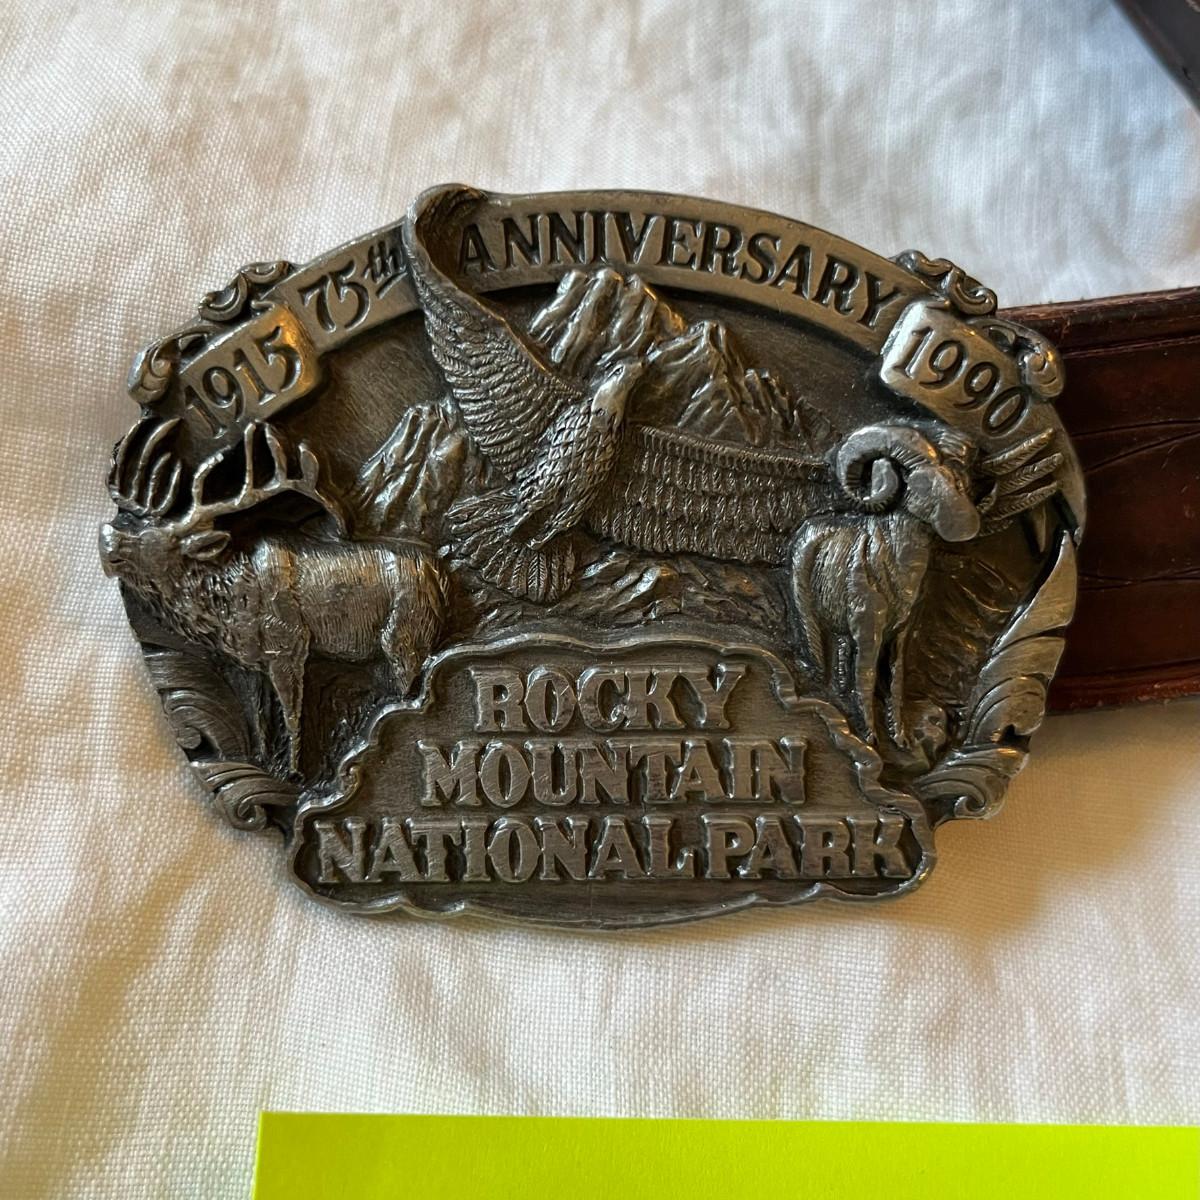 75th ANNIVERSARY
1915
1990
ROCKY
MOUNTAIN
NATIONAL PARK